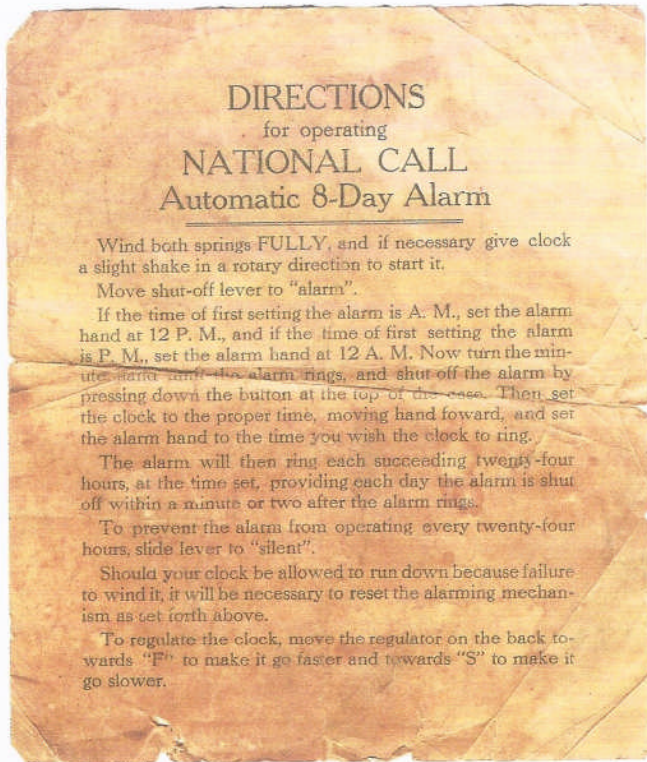 DIRECTIONS
for operating
NATIONAL CALL
Automatic 8-Day Alarm
Wind both springs FULLY, and if necessary give clock
a slight shake in a rotary direction to start it.
Move shut-off lever to “alarm”.
If the time of first setting the alarm is A. M., set the alarm
hand at 12 P. M., and if the time of first setting the alarm
is P. M., set the alarm hand at 12 A. M. Now turn the min-
ute hand until the alarm rings, and shut off the alarm by
pressing down the button at the top of the case. Then set
the clock to the proper time, moving hand foward, and set
the alarm hand to the time you wish the clock to ring.
The alarm will then ring each succeeding twenty-four
hours, at the time set, providing each day the alarm is shut
off within a minute or two after the alarm rings.
To prevent the alarm from operating every twenty-four
hours, slide lever to “silent”.
Should your clock be allowed to run down because failure
to wind it, it will be necessary to reset the alarming mechan-
ism as set forth above.
To regulate the clock, move the regulator on the back to-
wards “F” to make it go faster and towards “S” to make it
go slower.